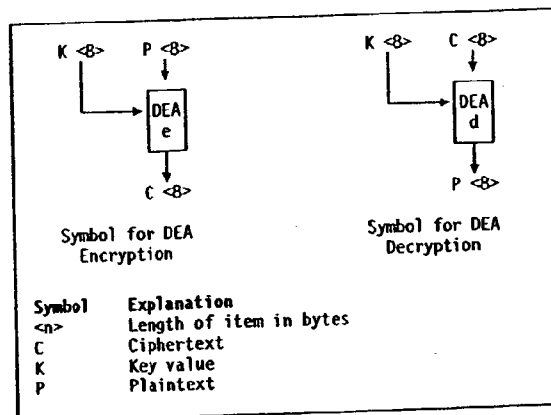 K <8> P <8>
DEA
e
C <8>
Symbol for DEA
Encryption
K <8> C <8>
DEA
d
P <8>
Symbol for DEA
Decryption
Symbol Explanation
<n> Length of item in bytes
C Ciphertext
K Key value
P Plaintext